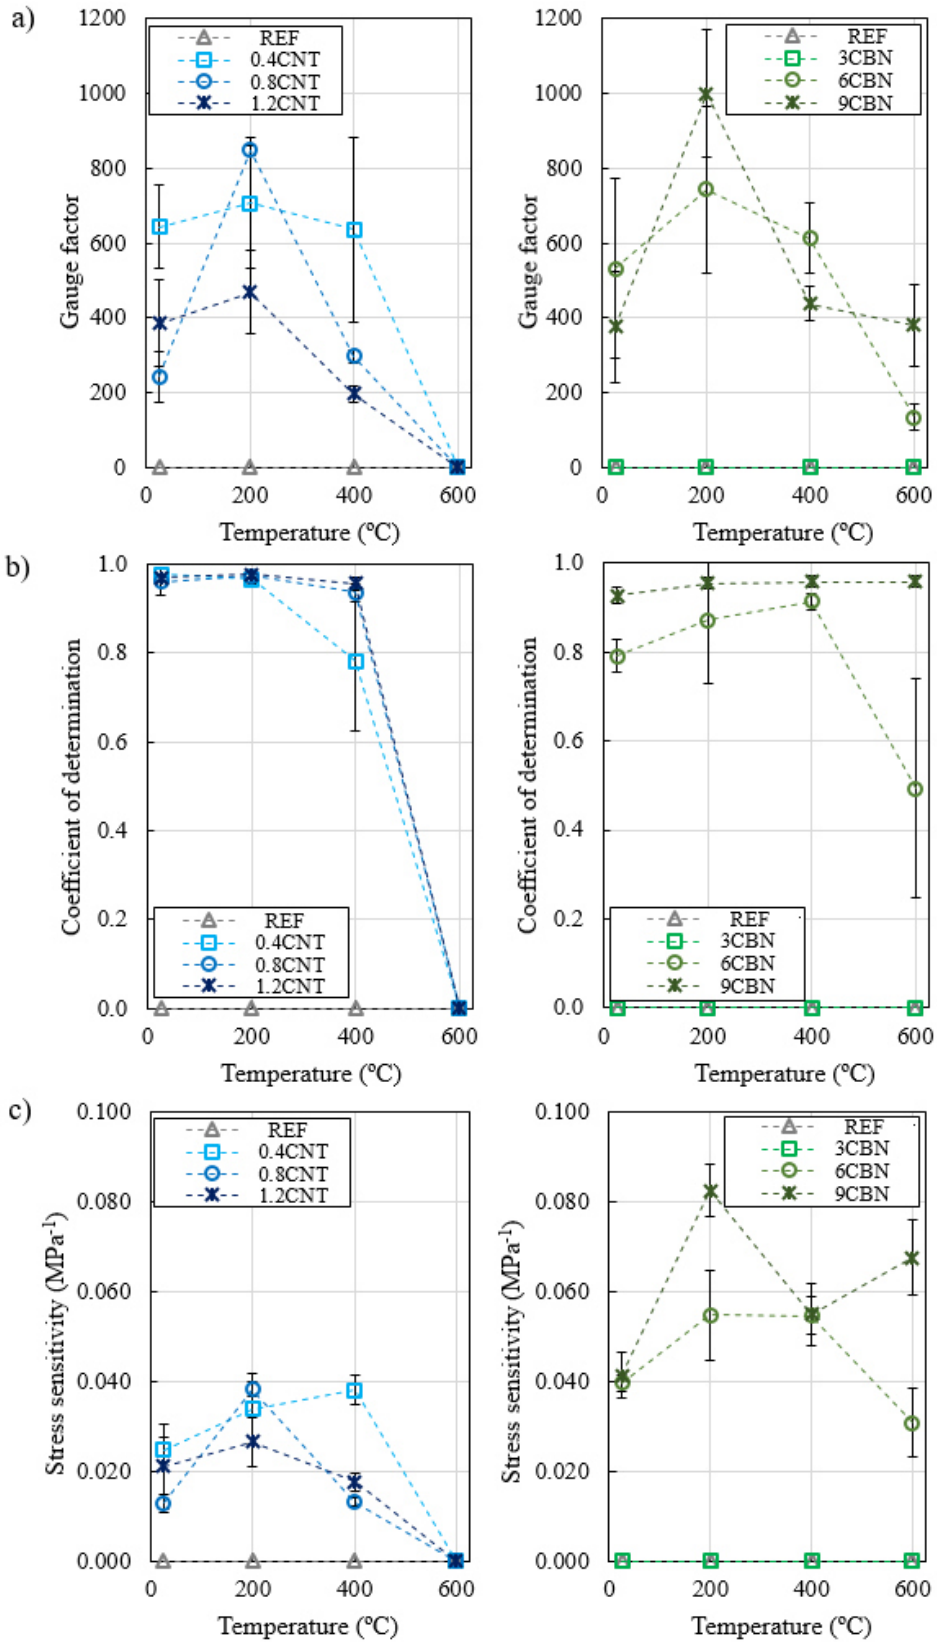 a)
1200
1000
800
600
400
200
0
Gauge factor
REF
0.4CNT
0.8CNT
1.2CNT
0 200 400 600
Temperature (ºC)
1200
1000
800
600
400
200
0
Gauge factor
REF
3CBN
6CBN
9CBN
0 200 400 600
Temperature (ºC)
b)
1.0
0.8
0.6
0.4
0.2
0.0
Coefficient of determination
REF
0.4CNT
0.8CNT
1.2CNT
0 200 400 600
Temperature (ºC)
1.0
0.8
0.6
0.4
0.2
0.0
Coefficient of determination
REF
3CBN
6CBN
9CBN
0 200 400 600
Temperature (ºC)
c)
0.100
0.080
0.060
0.040
0.020
0.000
Stress sensitivity (MPa⁻¹)
REF
0.4CNT
0.8CNT
1.2CNT
0 200 400 600
Temperature (ºC)
0.100
0.080
0.060
0.040
0.020
0.000
Stress sensitivity (MPa⁻¹)
REF
3CBN
6CBN
9CBN
0 200 400 600
Temperature (ºC)